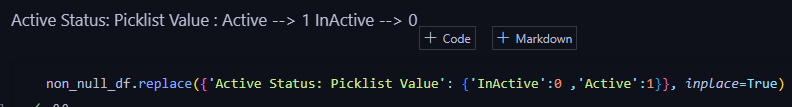 Active Status: Picklist Value : Active --> 1 InActive --> 0
+ Code + Markdown
non_null_df.replace({'Active Status: Picklist Value': {'InActive':0 ,'Active':1}}, inplace=True)